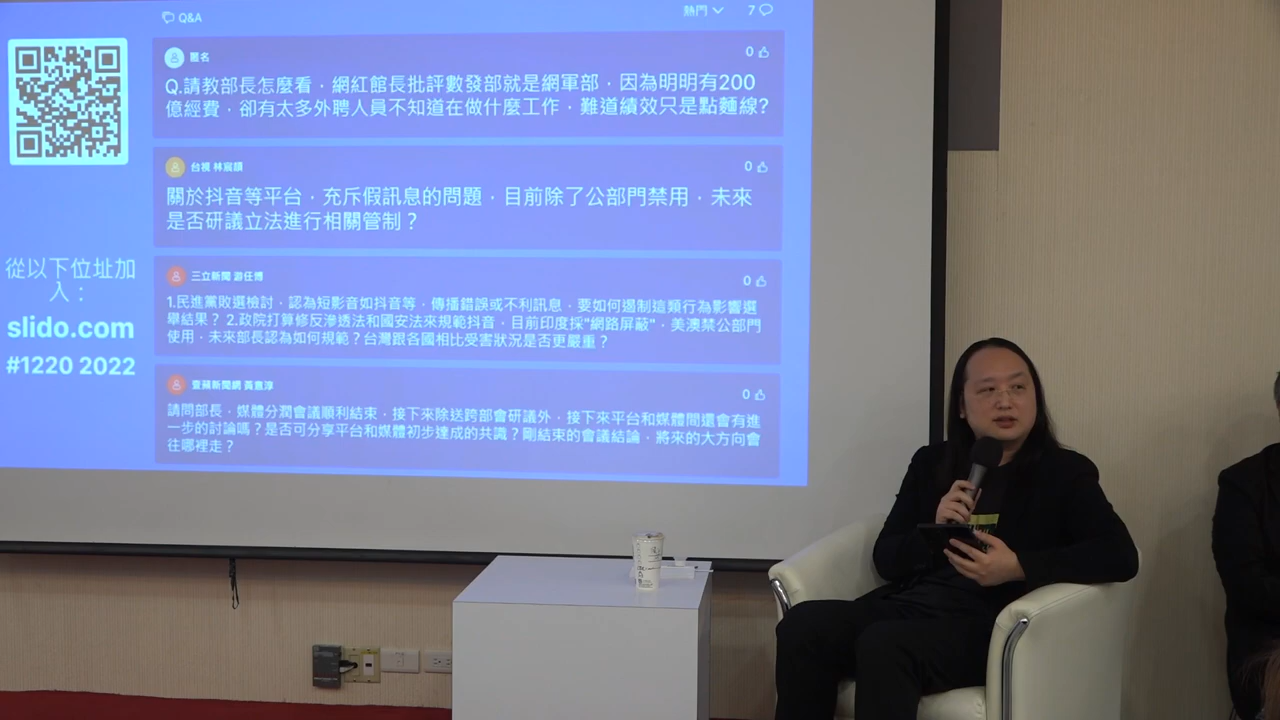 Q&A
熱門
7
匿名
0
Q.請教部長怎麼看，網紅館長批評數發部就是網軍部，因為明明有200
億經費，卻有太多外聘人員不知道在做什麼工作，難道績效只是點麵線?
台視 林宸
0
關於抖音等平台，充斥假訊息的問題，目前除了公部門禁用，未來
是否研議立法進行相關管制？
三立新聞 游任博
0
1.民進黨敗選檢討，認為短影音如抖音等，傳播錯誤或不利訊息，要如何遏制這類行為影響選
舉結果？ 2.政院打算修反滲透法和國安法來規範抖音，目前印度採"網路屏蔽"，美澳禁公部門
使用，未來部長認為如何規範？台灣跟各國相比受害狀況是否更嚴重？
壹蘋新聞網 黃意淳
0
請問部長，媒體分潤會議順利結束，接下來除送跨部會研議外，接下來平台和媒體間還會有進
一步的討論嗎？是否可分享平台和媒體初步達成的共識？剛結束的會議結論，將來的大方向會
往哪裡走？
從以下位址加
入：
slido.com
#1220 2022